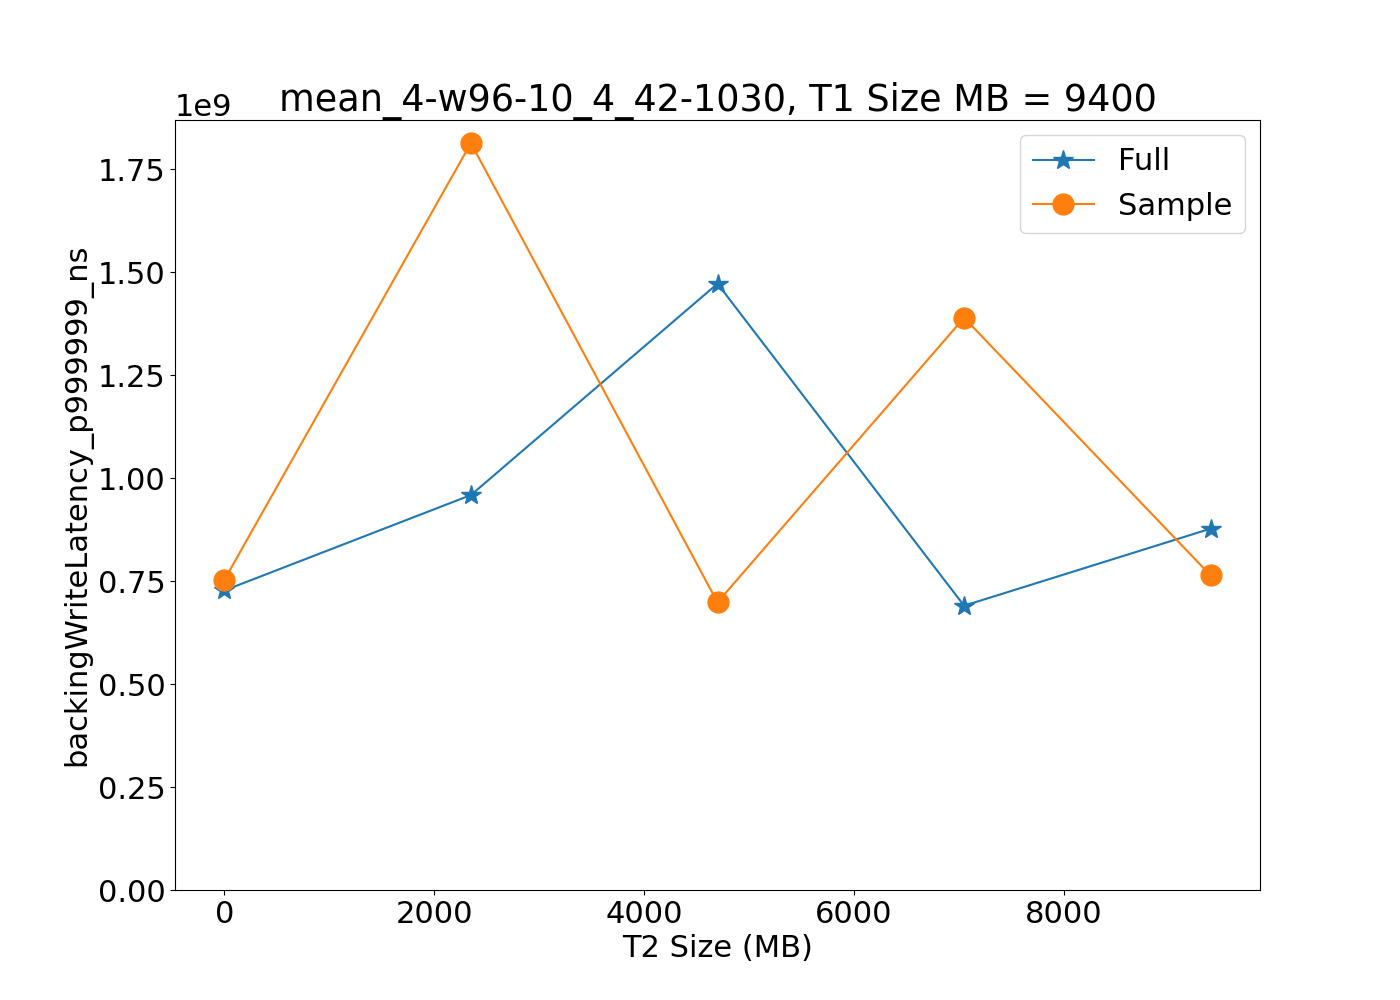 mean_4-w96-10_4_42-1030, T1 Size MB = 9400
1e9
Full
Sample
backingWriteLatency_p999999_ns
1.75
1.50
1.25
1.00
0.75
0.50
0.25
0.00
0 2000 4000 6000 8000
T2 Size (MB)